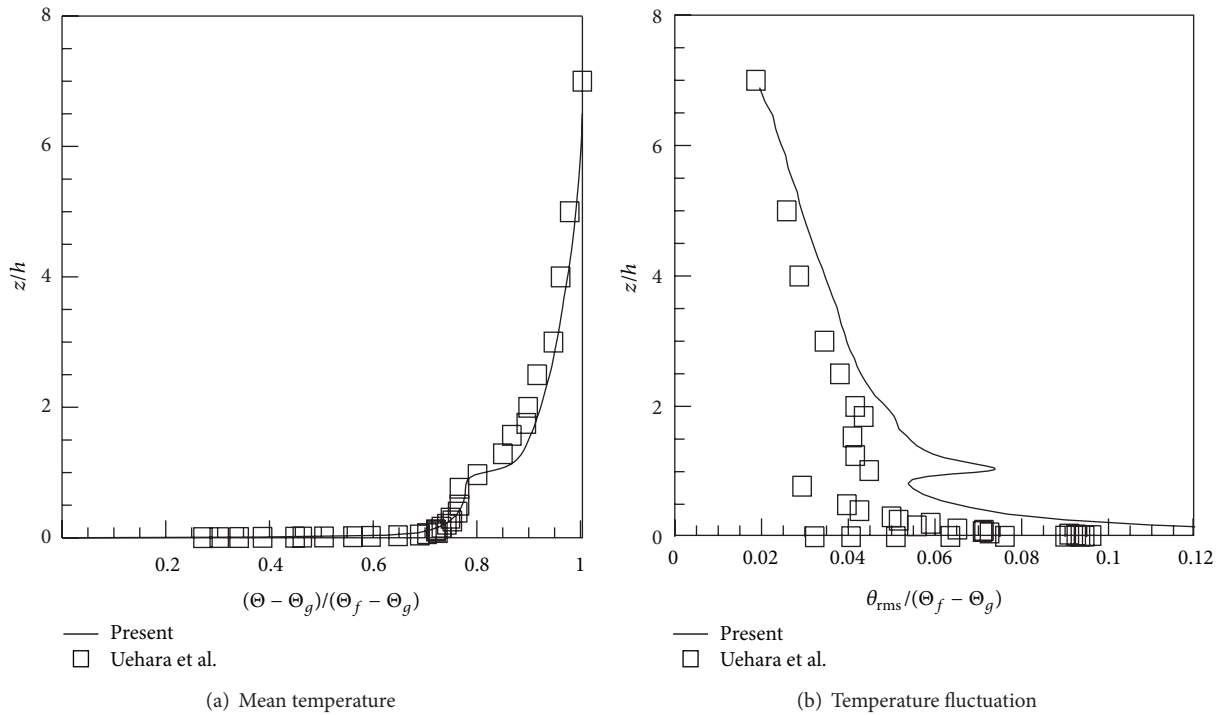 8
6
4
2
0
z/h
0.2
0.4
0.6
0.8
1
(Θ − Θg)/(Θf − Θg)
Present
Uehara et al.
(a) Mean temperature
8
6
4
2
0
z/h
0
0.02
0.04
0.06
0.08
0.1
0.12
θrms/(Θf − Θg)
Present
Uehara et al.
(b) Temperature fluctuation